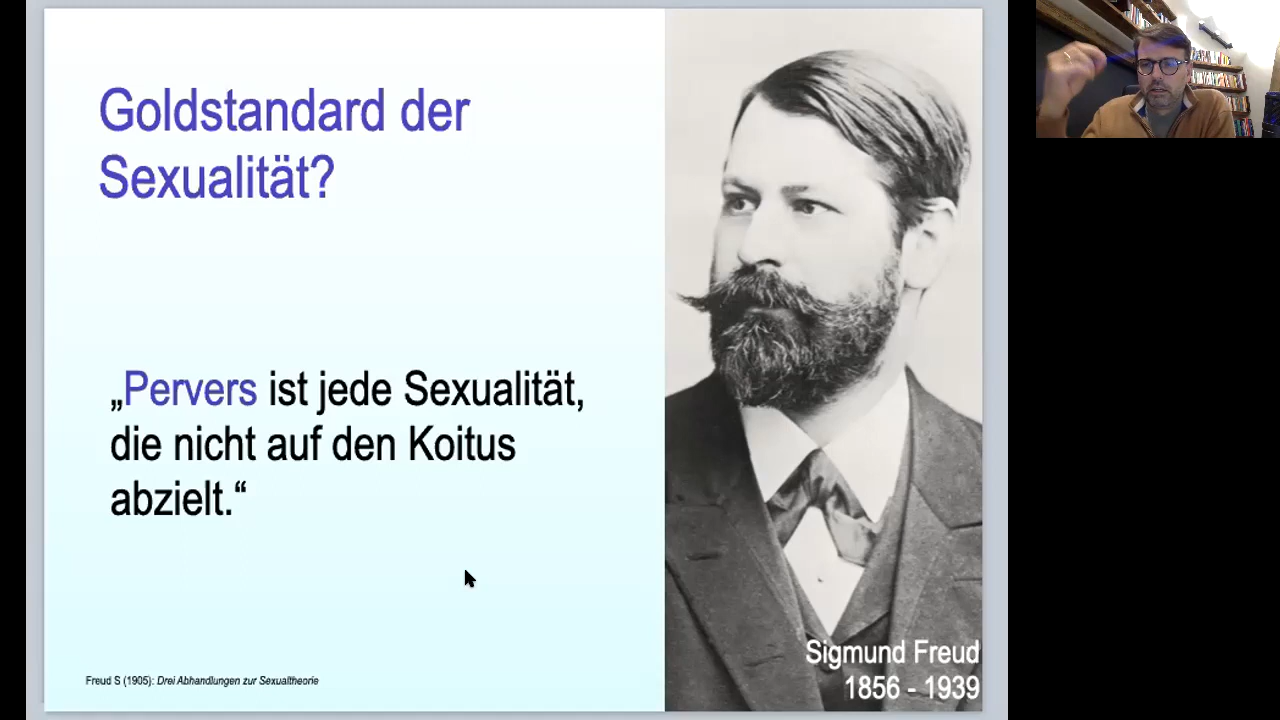 Goldstandard der
Sexualität?
„Pervers ist jede Sexualität,
die nicht auf den Koitus
abzielt.“
Freud S (1905): Drei Abhandlungen zur Sexualtheorie
Sigmund Freud
1856 - 1939